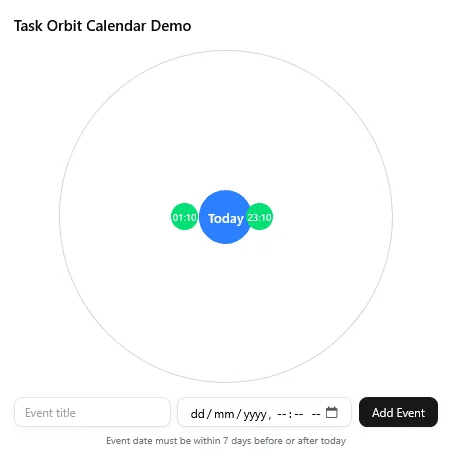 Task Orbit Calendar Demo
01:10 Today 23:10
Event title dd/mm/yyyy, --:-- -- Add Event
Event date must be within 7 days before or after today